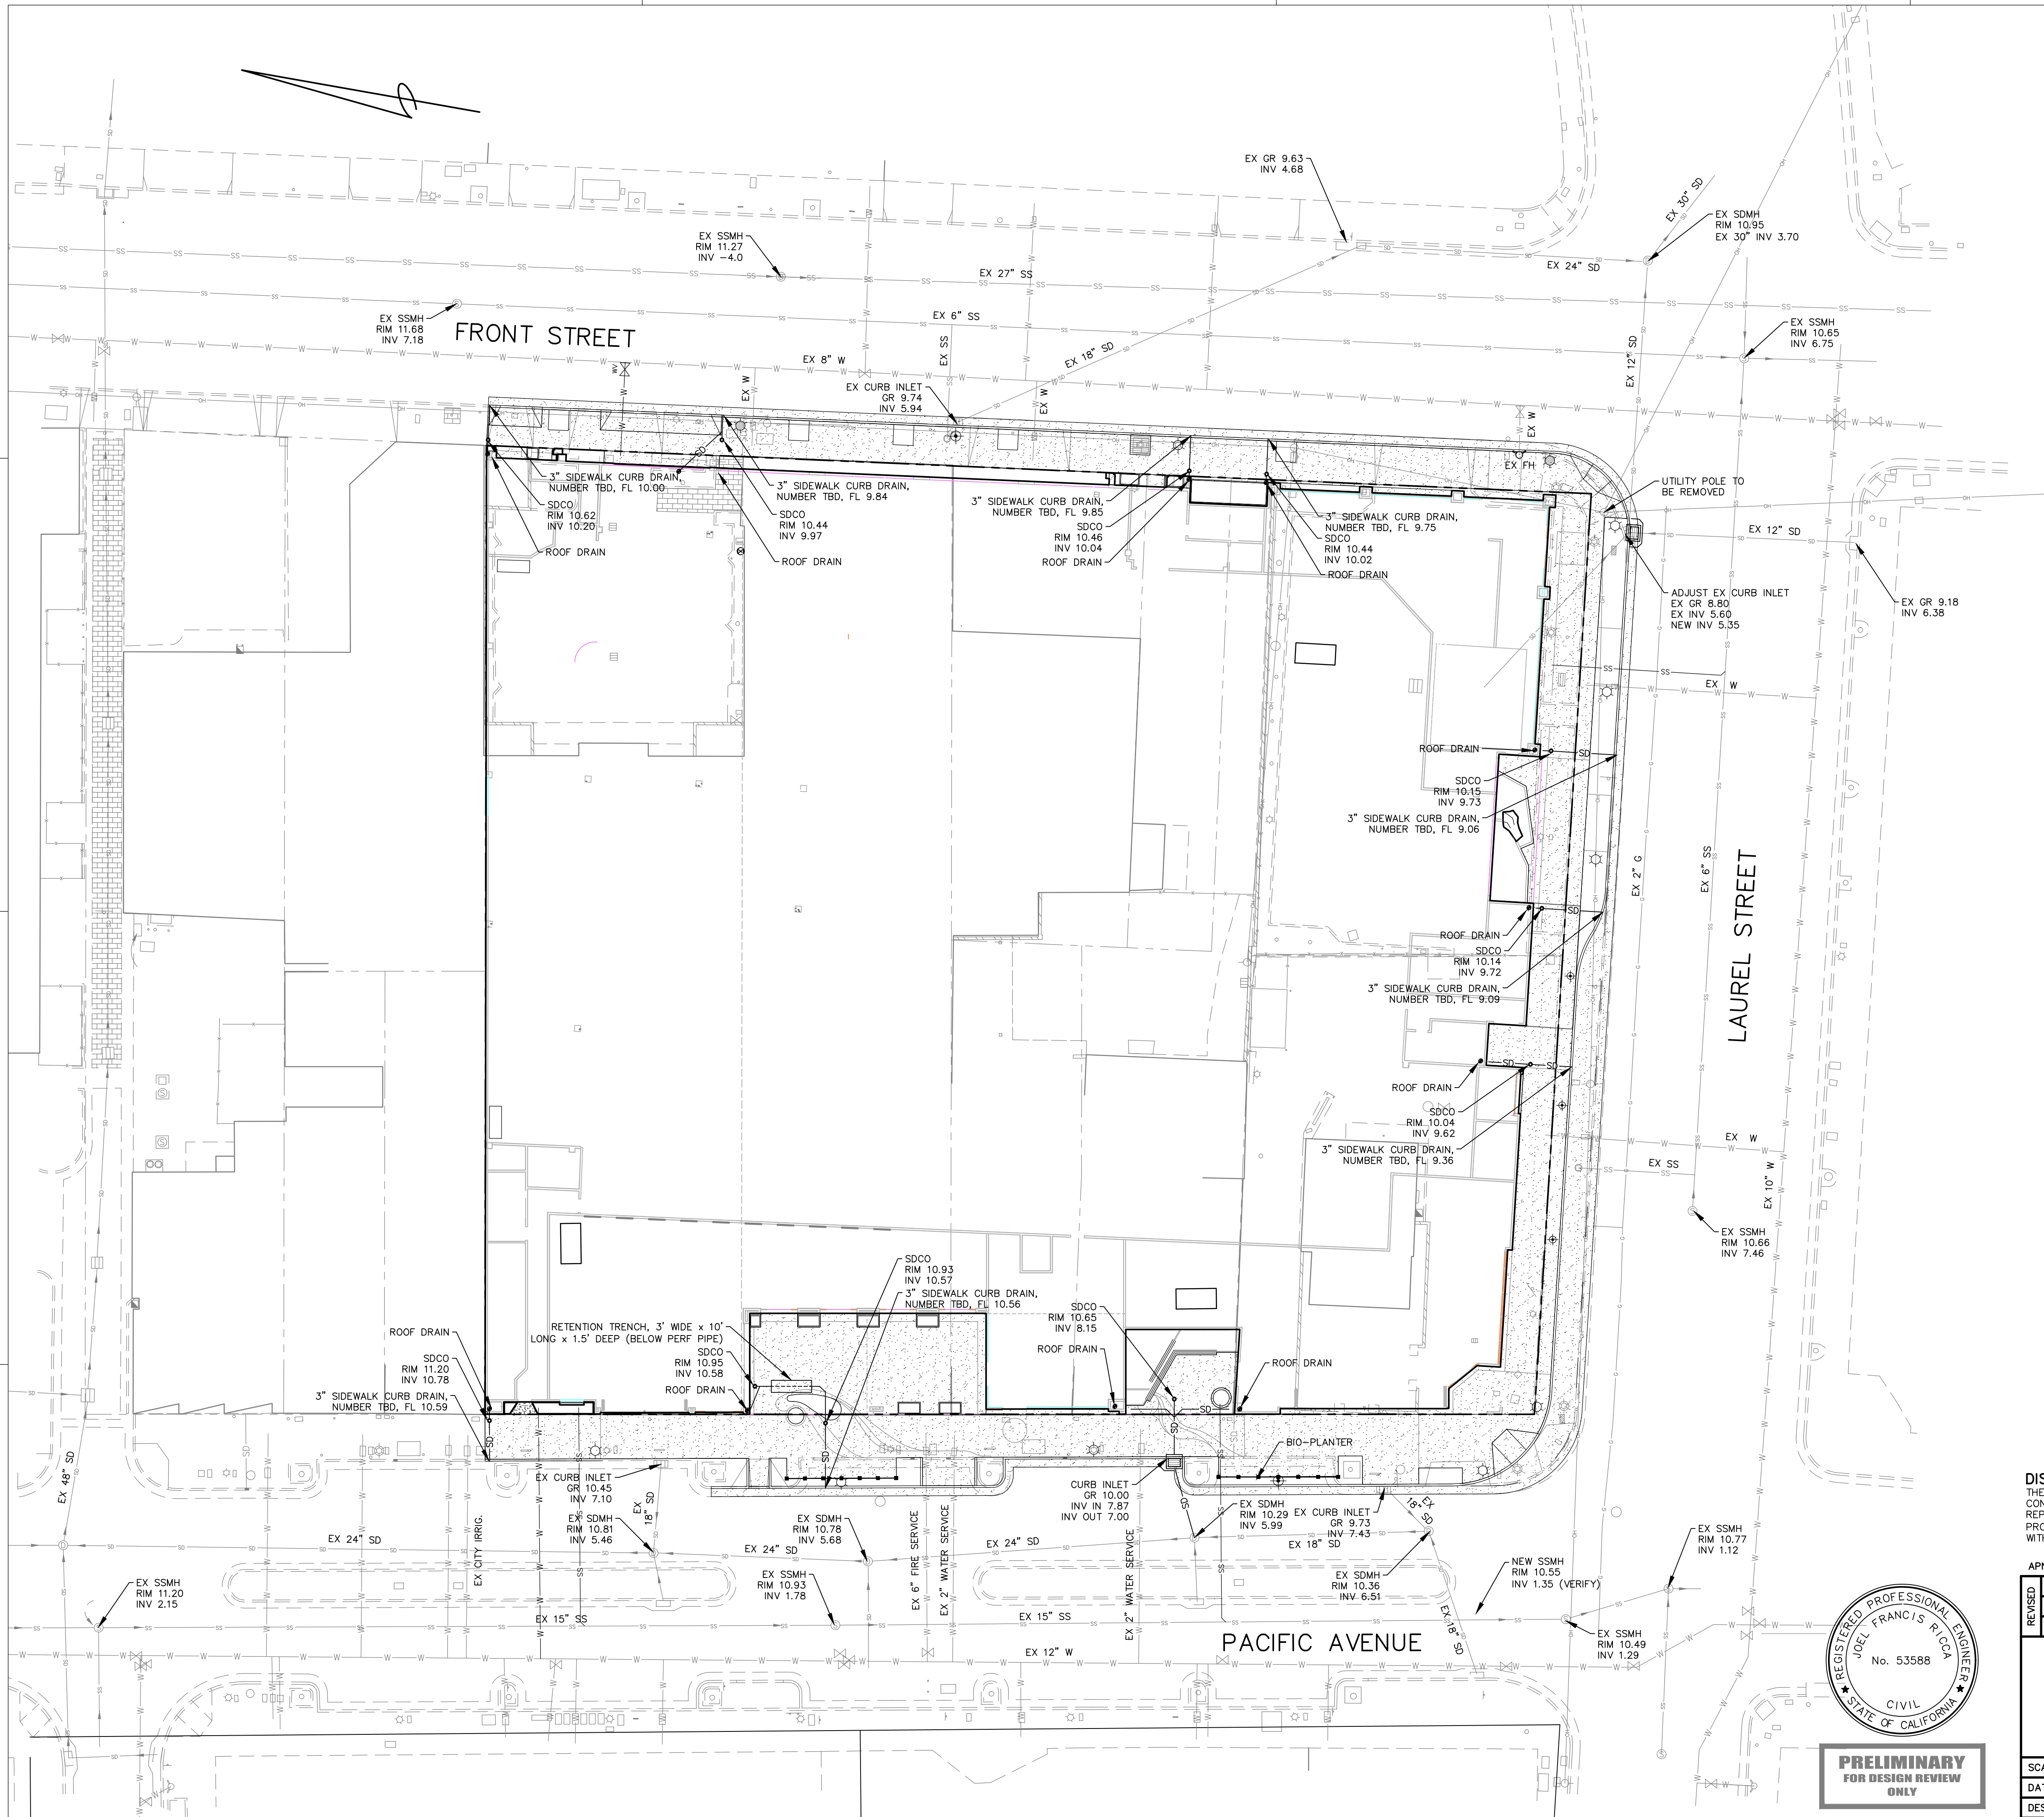 EX GR 9.63
INV 4.68
EX 30" SD
EX SDMH
RIM 10.95
EX 30" INV 3.70
EX SSMH
RIM 11.27
INV -4.0
EX 27" SS
EX 24" SD
EX SSMH
RIM 11.68
INV 7.18
FRONT STREET
EX 6" SS
EX SS
EX 18" SD
EX 12" SD
EX SSMH
RIM 10.65
INV 6.75
EX 8" W
WV
EX W
EX CURB INLET
GR 9.74
INV 5.94
EX W
EX W
EX FH
3" SIDEWALK CURB DRAIN,
NUMBER TBD, FL 10.00
SDCO
RIM 10.62
INV 10.20
ROOF DRAIN
3" SIDEWALK CURB DRAIN,
NUMBER TBD, FL 9.84
SDCO
RIM 10.44
INV 9.97
ROOF DRAIN
3" SIDEWALK CURB DRAIN,
NUMBER TBD, FL 9.85
SDCO
RIM 10.46
INV 10.04
ROOF DRAIN
3" SIDEWALK CURB DRAIN,
NUMBER TBD, FL 9.75
SDCO
RIM 10.44
INV 10.02
ROOF DRAIN
UTILITY POLE TO
BE REMOVED
EX 12" SD
ADJUST EX CURB INLET
EX GR 8.80
EX INV 5.60
NEW INV 5.35
EX GR 9.18
INV 6.38
EX W
ROOF DRAIN
SD
SDCO
RIM 10.15
INV 9.73
3" SIDEWALK CURB DRAIN,
NUMBER TBD, FL 9.06
EX 2" G
EX 6" SS
LAUREL STREET
ROOF DRAIN
SD
SDCO
RIM 10.14
INV 9.72
3" SIDEWALK CURB DRAIN,
NUMBER TBD, FL 9.09
SD
SD
ROOF DRAIN
SDCO
RIM 10.04
INV 9.62
3" SIDEWALK CURB DRAIN,
NUMBER TBD, FL 9.36
EX W
EX SS
EX 10" W
EX SSMH
RIM 10.66
INV 7.46
SDCO
RIM 10.93
INV 10.57
3" SIDEWALK CURB DRAIN,
NUMBER TBD, FL 10.56
RETENTION TRENCH, 3' WIDE x 10'
LONG x 1.5' DEEP (BELOW PERF PIPE)
SDCO
RIM 10.95
INV 10.58
ROOF DRAIN
ROOF DRAIN
SDCO
RIM 11.20
INV 10.78
3" SIDEWALK CURB DRAIN,
NUMBER TBD, FL 10.59
SDCO
RIM 10.65
INV 8.15
ROOF DRAIN
ROOF DRAIN
BIO-PLANTER
EX 48" SD
EX CURB INLET
GR 10.45
INV 7.10
CURB INLET
GR 10.00
INV IN 7.87
INV OUT 7.00
EX 24" SD
EX CITY IRRIG.
EX SDMH
RIM 10.81
INV 5.46
EX 18" SD
EX 24" SD
EX SDMH
RIM 10.78
INV 5.68
EX 6" FIRE SERVICE
EX 2" WATER SERVICE
EX 24" SD
EX 2" WATER SERVICE
EX SDMH
RIM 10.29
INV 5.99
EX CURB INLET
GR 9.73
INV 7.43
EX 18" SD
EX 18" SD
EX SDMH
RIM 10.36
INV 6.51
EX 18" SD
NEW SSMH
RIM 10.55
INV 1.35 (VERIFY)
EX SSMH
RIM 10.77
INV 1.12
EX SSMH
RIM 11.20
INV 2.15
EX 15" SS
EX SSMH
RIM 10.93
INV 1.78
EX 15" SS
EX 12" W
PACIFIC AVENUE
EX SSMH
RIM 10.49
INV 1.29
REGISTERED PROFESSIONAL ENGINEER
JOEL FRANCIS RICCA
No. 53588
CIVIL
STATE OF CALIFORNIA
PRELIMINARY
FOR DESIGN REVIEW
ONLY
REVISED